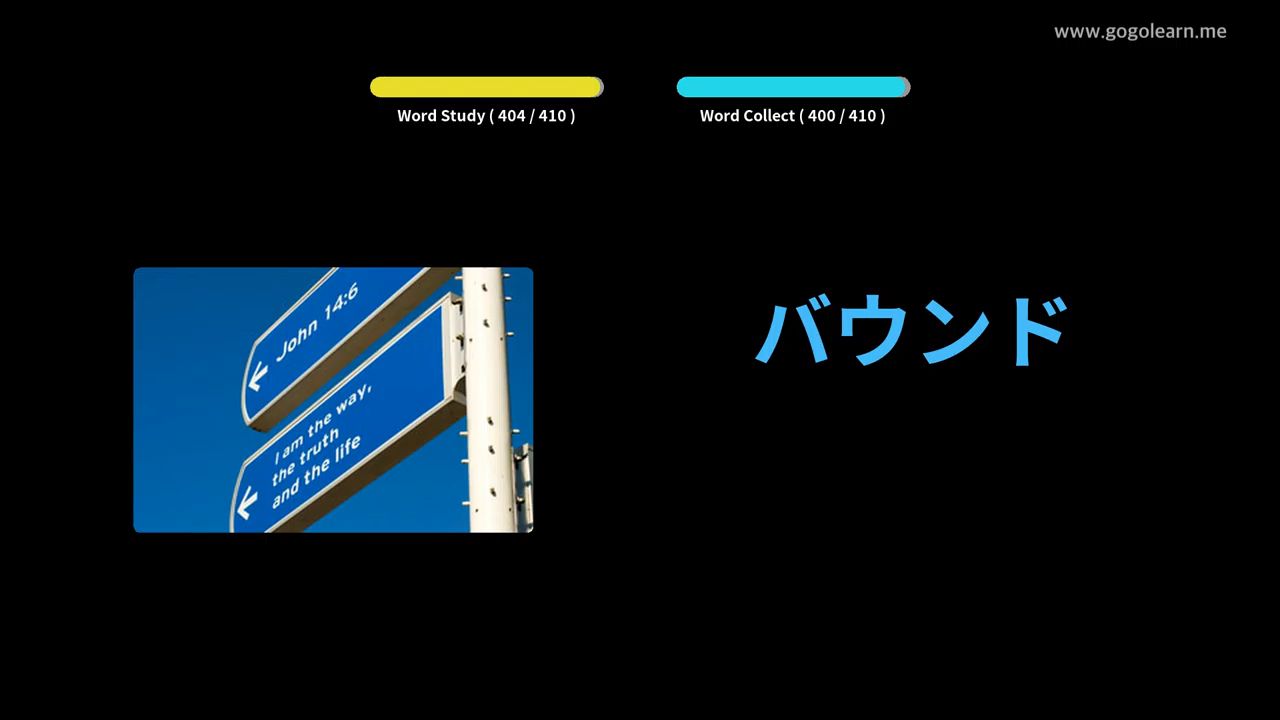 www.gogolearn.me
Word Study ( 404 / 410 )
Word Collect ( 400 / 410 )
John 14:6
I am the way,
the truth
and the life
バウンド